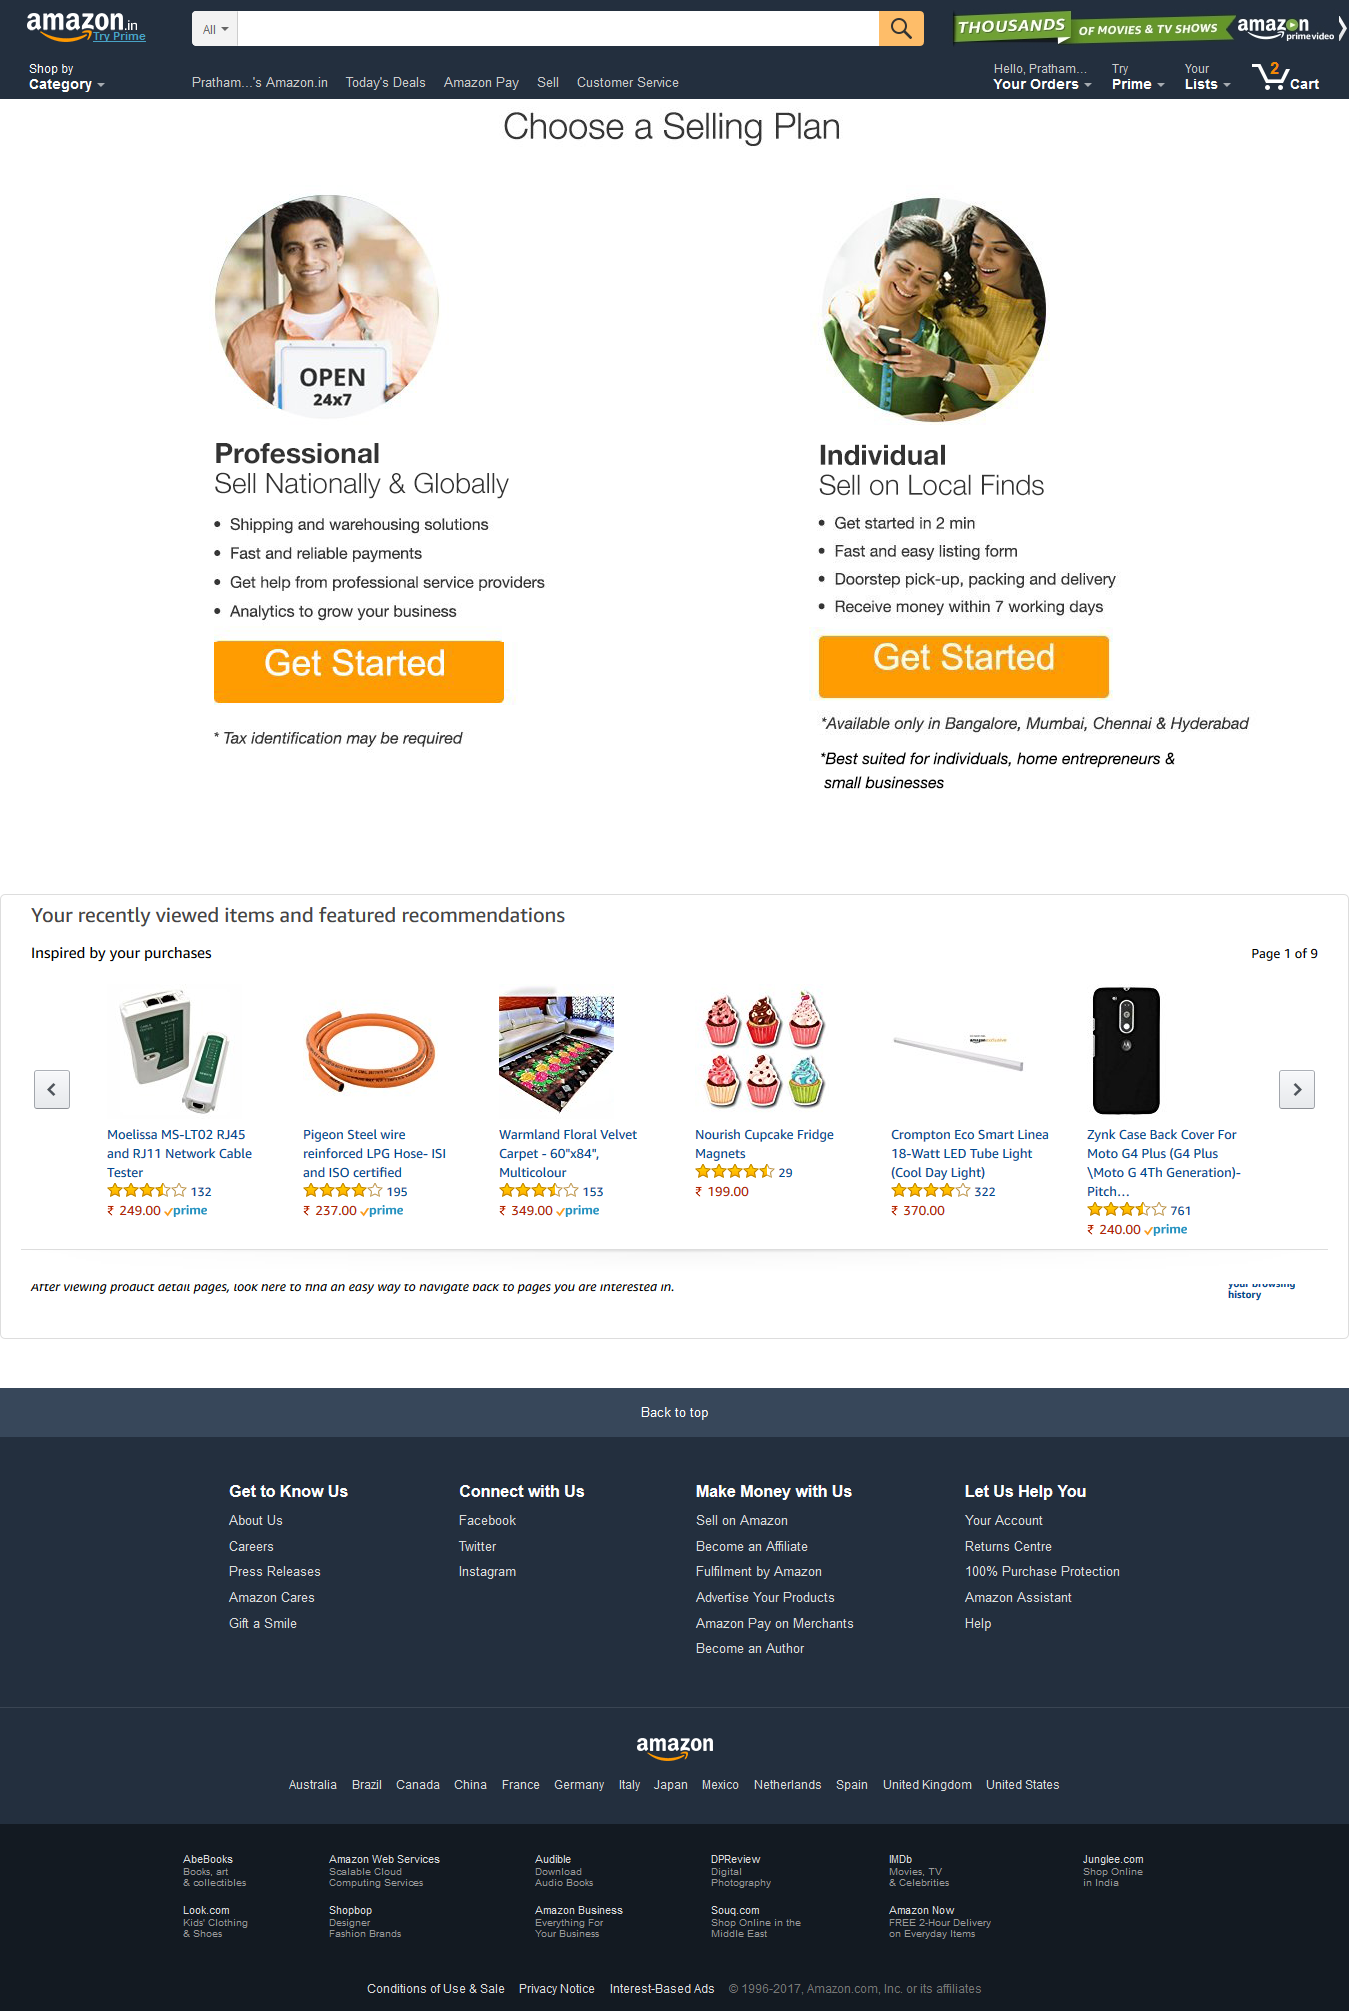 amazon.in
Try Prime
All
THOUSANDS OF MOVIES & TV SHOWS
amazon prime video
Shop by
Category
Pratham...'s Amazon.in Today's Deals Amazon Pay Sell Customer Service
Hello, Pratham...
Your Orders
Try
Prime
Your
Lists
2
Cart
Choose a Selling Plan
OPEN
24x7
Professional
Sell Nationally & Globally
• Shipping and warehousing solutions
• Fast and reliable payments
• Get help from professional service providers
• Analytics to grow your business
Get Started
* Tax identification may be required
Individual
Sell on Local Finds
• Get started in 2 min
• Fast and easy listing form
• Doorstep pick-up, packing and delivery
• Receive money within 7 working days
Get Started
*Available only in Bangalore, Mumbai, Chennai & Hyderabad
*Best suited for individuals, home entrepreneurs &
small businesses
Your recently viewed items and featured recommendations
Inspired by your purchases
Page 1 of 9
Moelissa MS-LT02 RJ45
and RJ11 Network Cable
Tester
132
₹ 249.00 prime
Pigeon Steel wire
reinforced LPG Hose- ISI
and ISO certified
195
₹ 237.00 prime
Warmland Floral Velvet
Carpet - 60"x84",
Multicolour
153
₹ 349.00 prime
Nourish Cupcake Fridge
Magnets
29
₹ 199.00
Crompton Eco Smart Linea
18-Watt LED Tube Light
(Cool Day Light)
322
₹ 370.00
Zynk Case Back Cover For
Moto G4 Plus (G4 Plus
\Moto G 4Th Generation)-
Pitch...
761
₹ 240.00 prime
After viewing product detail pages, look here to find an easy way to navigate back to pages you are interested in.
your browsing
history
Back to top
Get to Know Us
About Us
Careers
Press Releases
Amazon Cares
Gift a Smile
Connect with Us
Facebook
Twitter
Instagram
Make Money with Us
Sell on Amazon
Become an Affiliate
Fulfilment by Amazon
Advertise Your Products
Amazon Pay on Merchants
Become an Author
Let Us Help You
Your Account
Returns Centre
100% Purchase Protection
Amazon Assistant
Help
amazon
Australia Brazil Canada China France Germany Italy Japan Mexico Netherlands Spain United Kingdom United States
AbeBooks
Books, art
& collectibles
Amazon Web Services
Scalable Cloud
Computing Services
Audible
Download
Audio Books
DPReview
Digital
Photography
IMDb
Movies, TV
& Celebrities
Junglee.com
Shop Online
in India
Look.com
Kids' Clothing
& Shoes
Shopbop
Designer
Fashion Brands
Amazon Business
Everything For
Your Business
Souq.com
Shop Online in the
Middle East
Amazon Now
FREE 2-Hour Delivery
on Everyday Items
Conditions of Use & Sale Privacy Notice Interest-Based Ads © 1996-2017, Amazon.com, Inc. or its affiliates